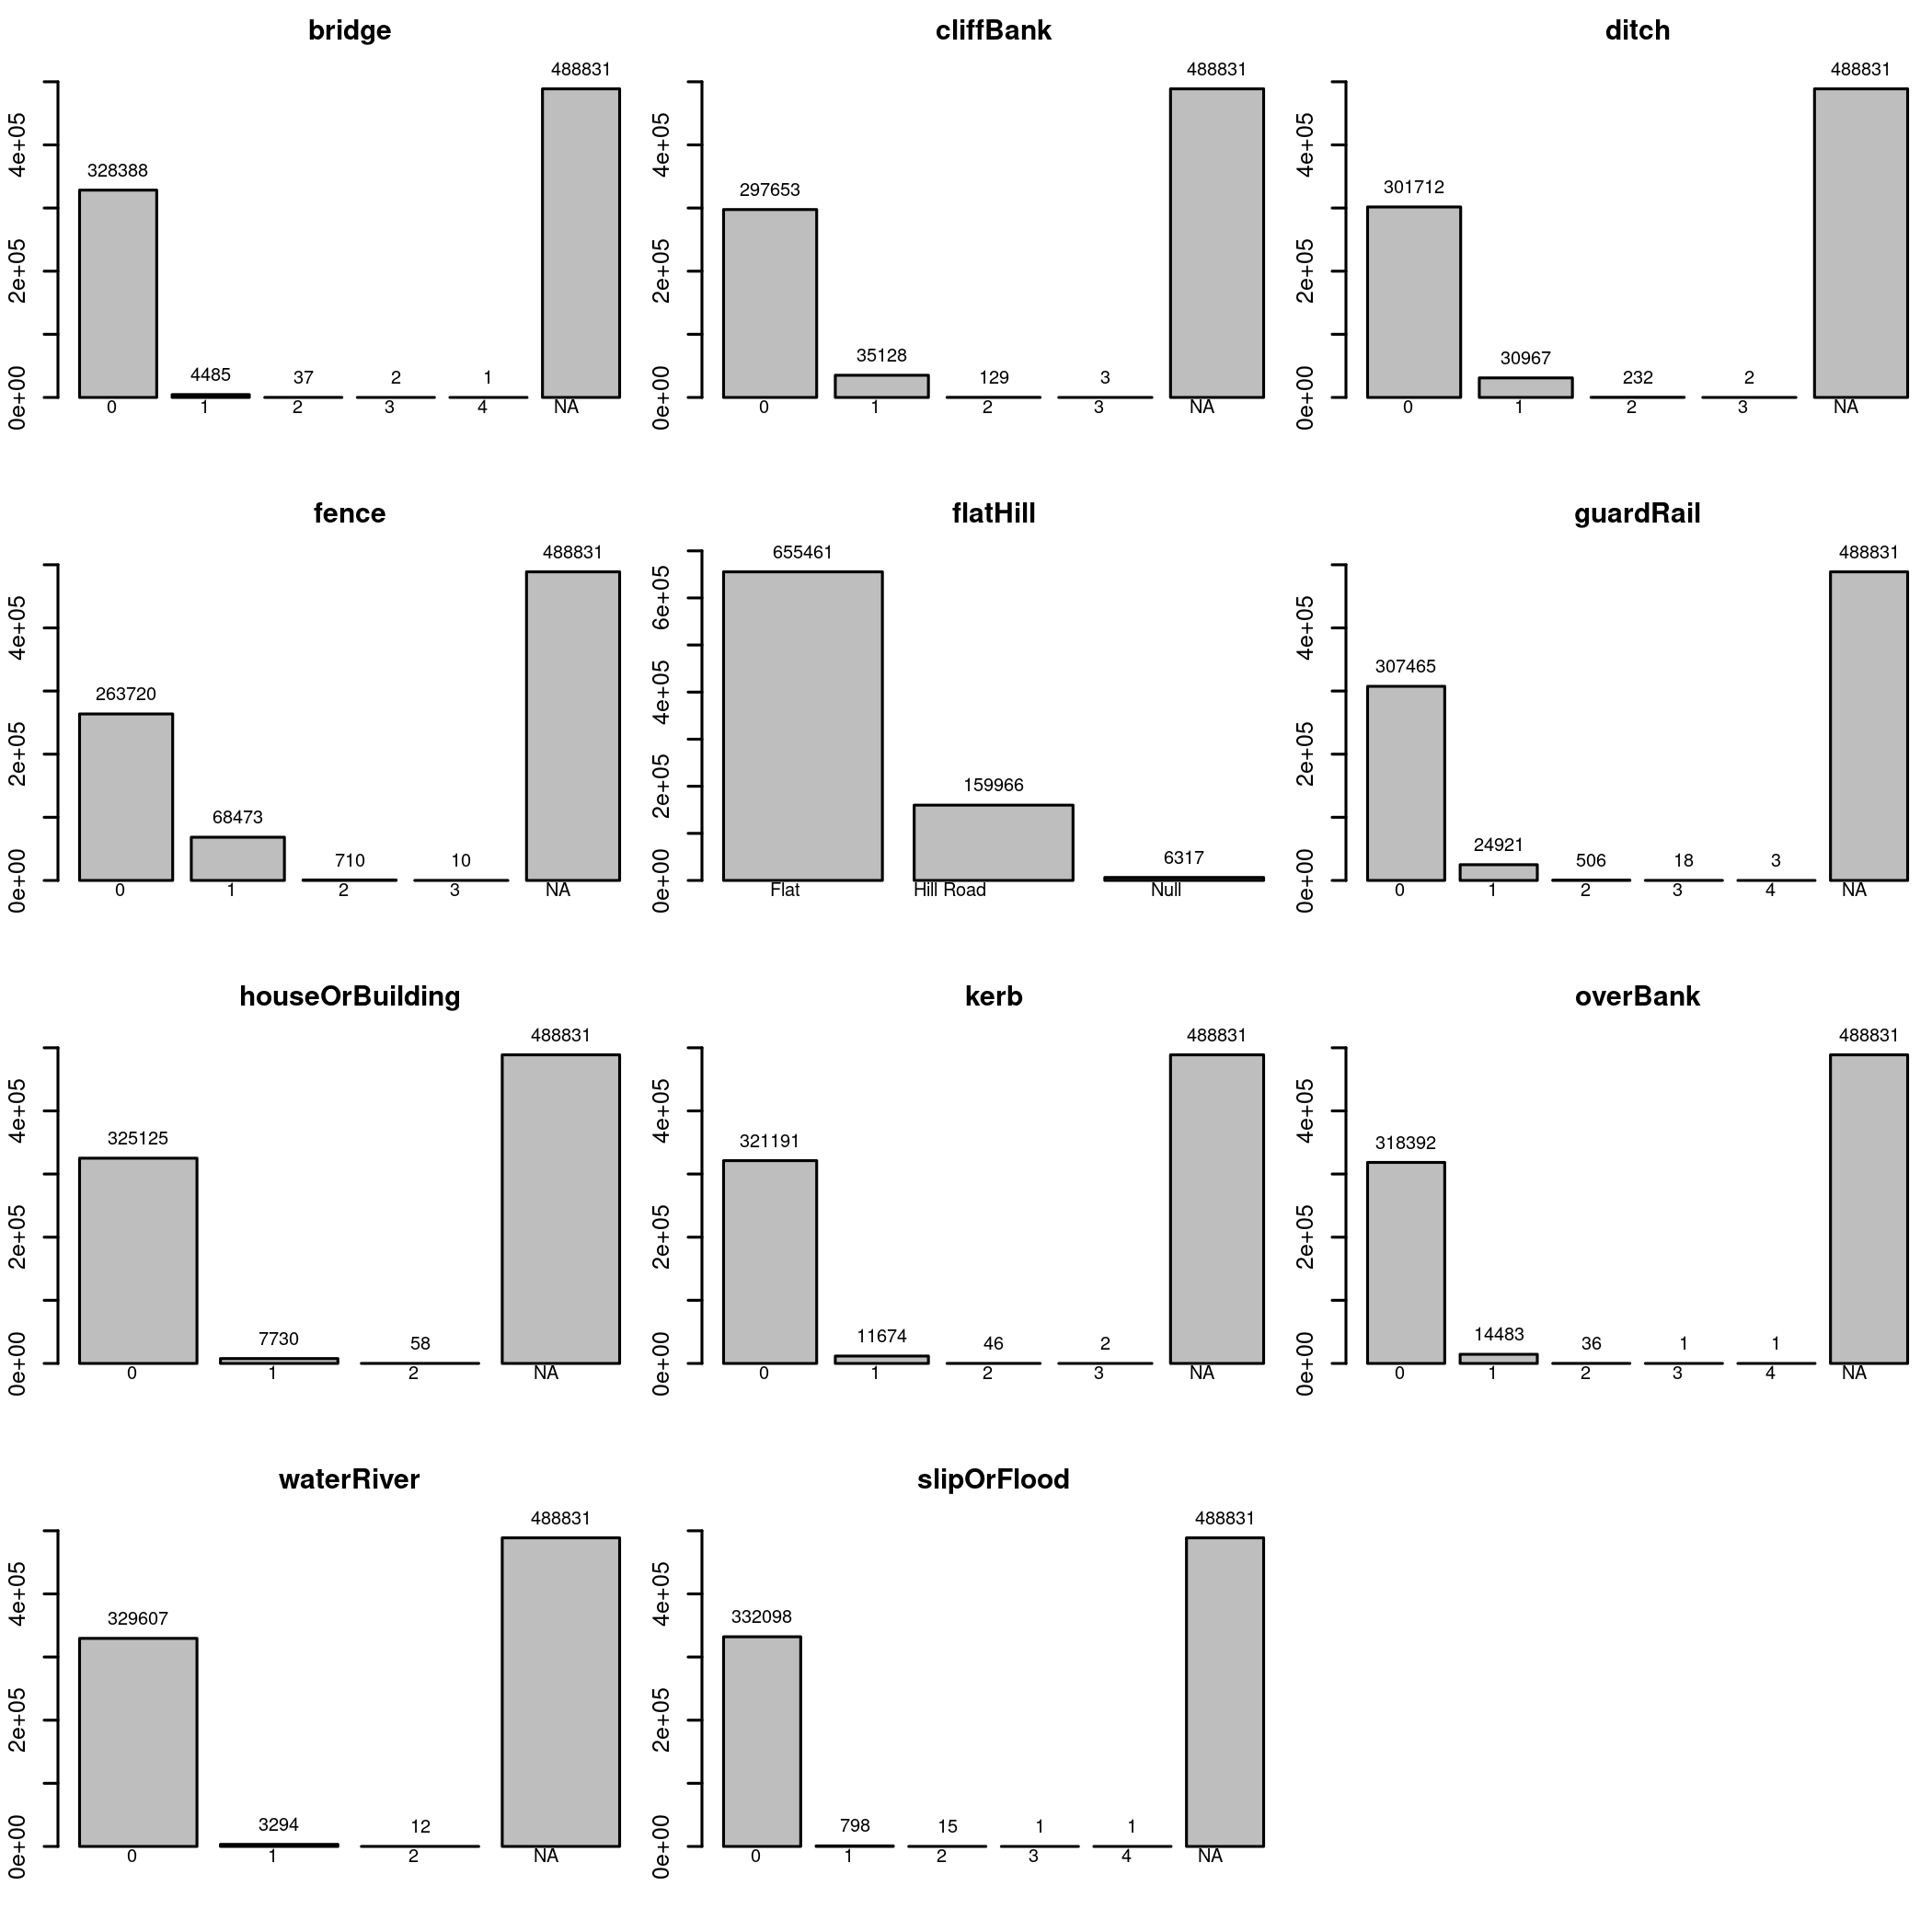 bridge
4e+05
2e+05
0e+00
328388
4485
37
2
1
488831
0
1
2
3
4
NA
cliffBank
4e+05
2e+05
0e+00
297653
35128
129
3
488831
0
1
2
3
NA
ditch
4e+05
2e+05
0e+00
301712
30967
232
2
488831
0
1
2
3
NA
fence
4e+05
2e+05
0e+00
263720
68473
710
10
488831
0
1
2
3
NA
flatHill
6e+05
4e+05
2e+05
0e+00
655461
159966
6317
Flat
Hill Road
Null
guardRail
4e+05
2e+05
0e+00
307465
24921
506
18
3
488831
0
1
2
3
4
NA
houseOrBuilding
4e+05
2e+05
0e+00
325125
7730
58
488831
0
1
2
NA
kerb
4e+05
2e+05
0e+00
321191
11674
46
2
488831
0
1
2
3
NA
overBank
4e+05
2e+05
0e+00
318392
14483
36
1
1
488831
0
1
2
3
4
NA
waterRiver
4e+05
2e+05
0e+00
329607
3294
12
488831
0
1
2
NA
slipOrFlood
4e+05
2e+05
0e+00
332098
798
15
1
1
488831
0
1
2
3
4
NA